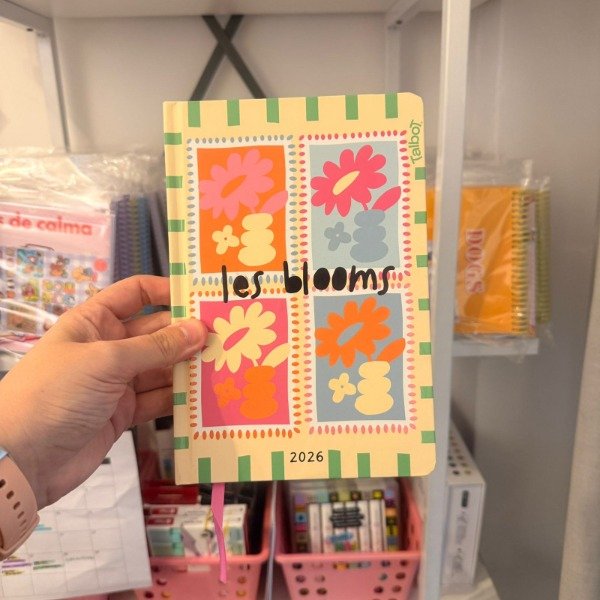 Talbot
les blooms
2026
s de calma
DOGS